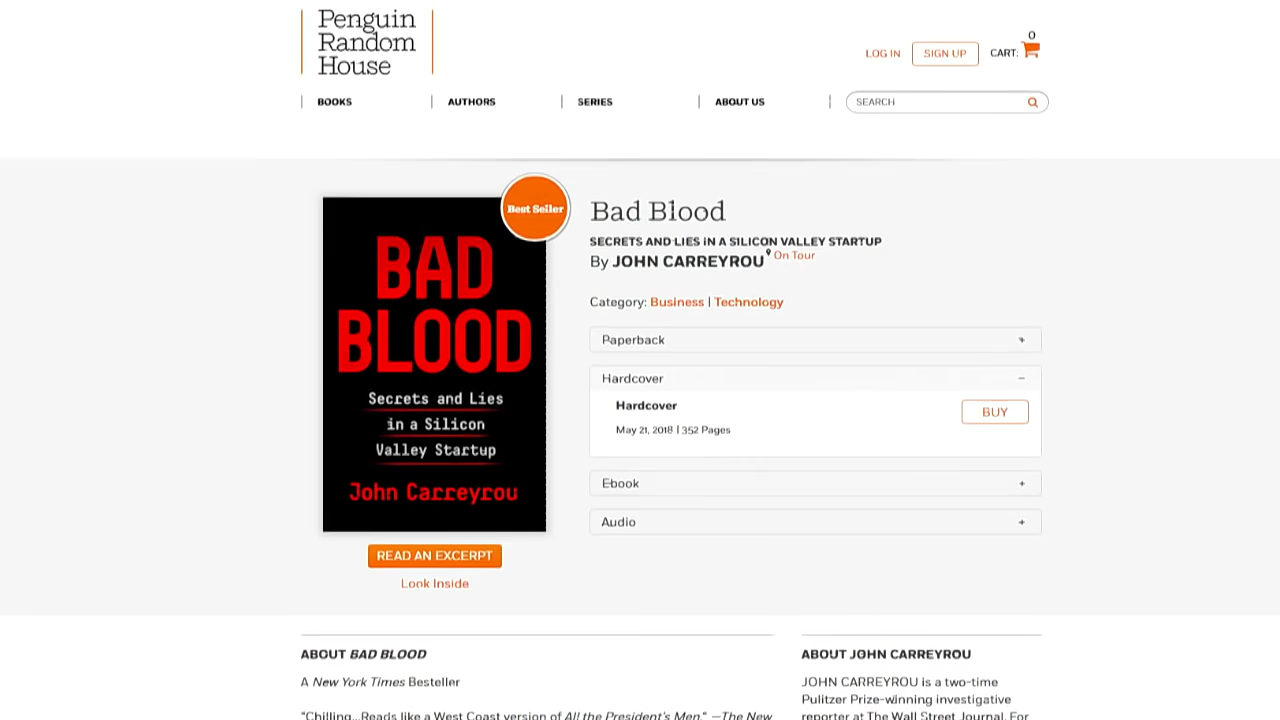 Penguin
Random
House
0
LOG IN
SIGN UP
CART:
BOOKS
AUTHORS
SERIES
ABOUT US
SEARCH
Best Seller
BAD
BLOOD
Secrets and Lies
in a Silicon
Valley Startup
John Carreyrou
READ AN EXCERPT
Look Inside
Bad Blood
SECRETS AND LIES IN A SILICON VALLEY STARTUP
By JOHN CARREYROU On Tour
Category: Business | Technology
Paperback +
Hardcover −
Hardcover
BUY
May 21, 2018 | 352 Pages
Ebook +
Audio +
ABOUT BAD BLOOD
A New York Times Bestseller
"Chilling...Reads like a West Coast version of All the President's Men." —The New
ABOUT JOHN CARREYROU
JOHN CARREYROU is a two-time
Pulitzer Prize-winning investigative
reporter at The Wall Street Journal. For